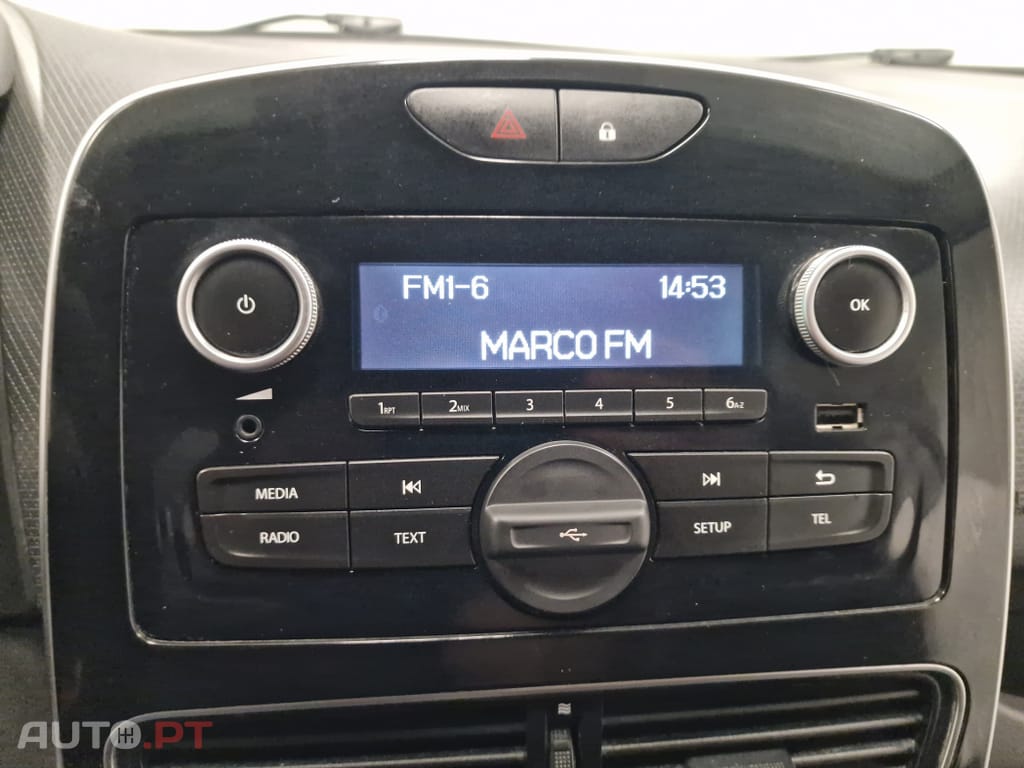 FM1-6 14:53
MARCO FM
1RPT 2MIX 3 4 5 6A-Z
MEDIA
RADIO TEXT
OK
SETUP TEL
AUTO.PT